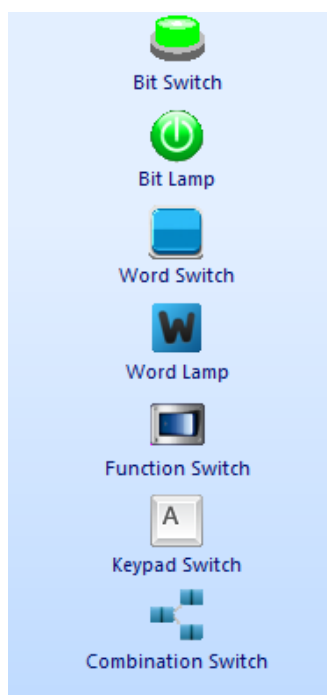 Bit Switch
Bit Lamp
Word Switch
W
Word Lamp
Function Switch
A
Keypad Switch
Combination Switch